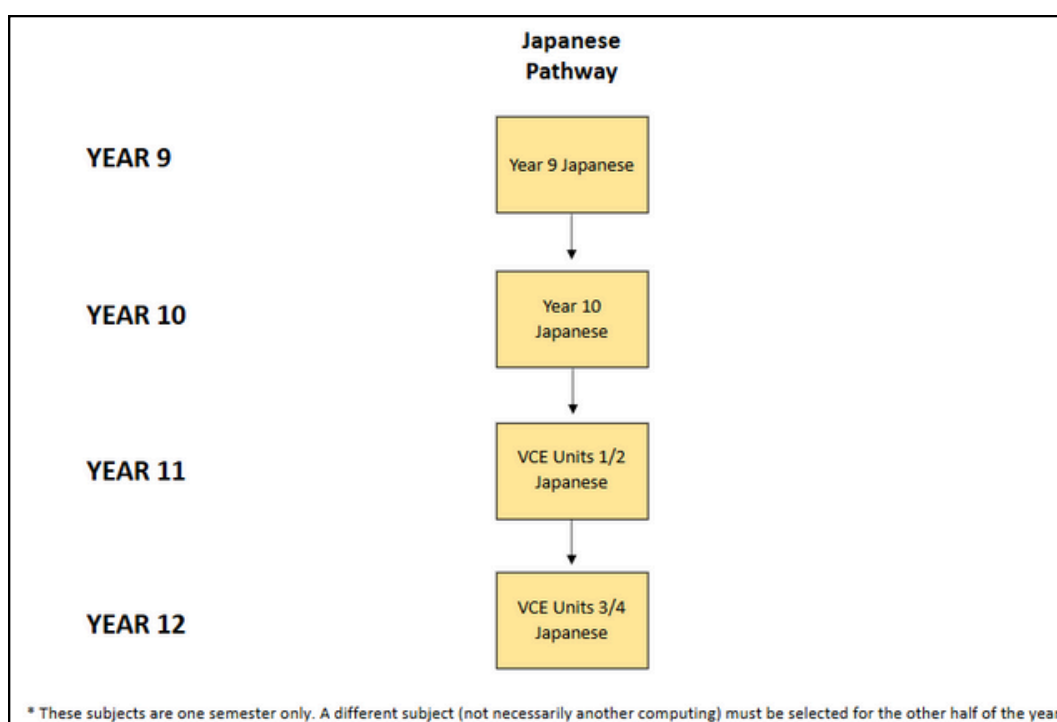 Japanese
Pathway
YEAR 9
Year 9 Japanese
YEAR 10
Year 10
Japanese
YEAR 11
VCE Units 1/2
Japanese
YEAR 12
VCE Units 3/4
Japanese
* These subjects are one semester only. A different subject (not necessarily another computing) must be selected for the other half of the year